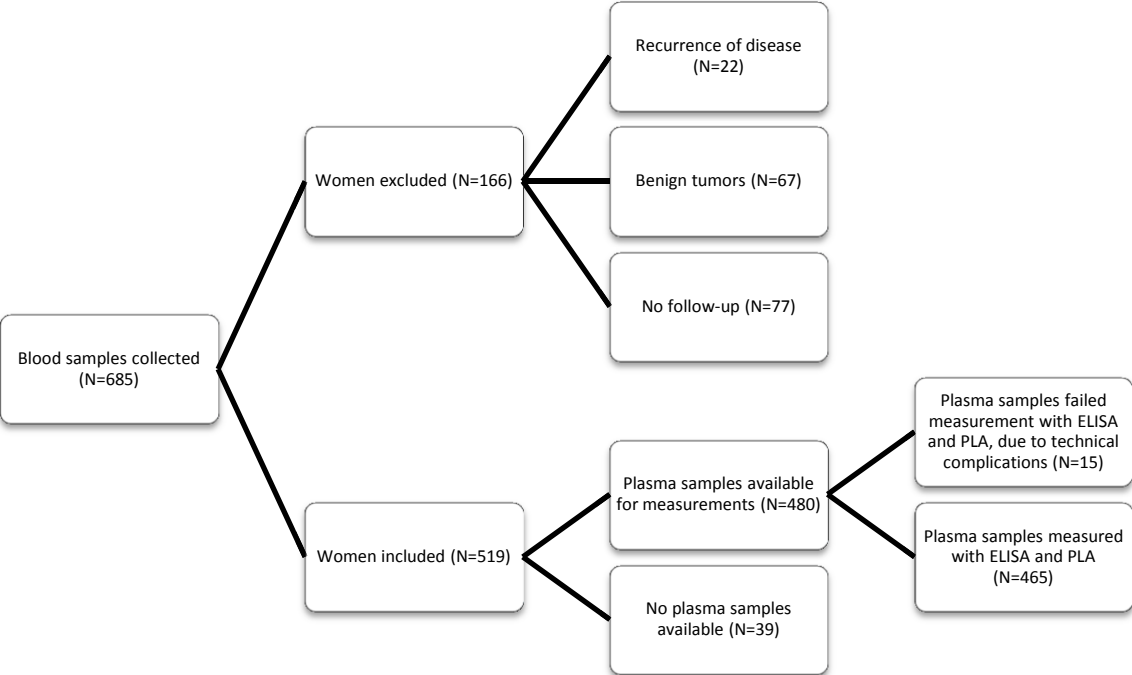 Recurrence of disease
(N=22)
Women excluded (N=166)
Benign tumors (N=67)
No follow-up (N=77)
Blood samples collected
(N=685)
Plasma samples failed
measurement with ELISA
and PLA, due to technical
complications (N=15)
Plasma samples available
for measurements (N=480)
Women included (N=519)
Plasma samples measured
with ELISA and PLA
(N=465)
No plasma samples
available (N=39)